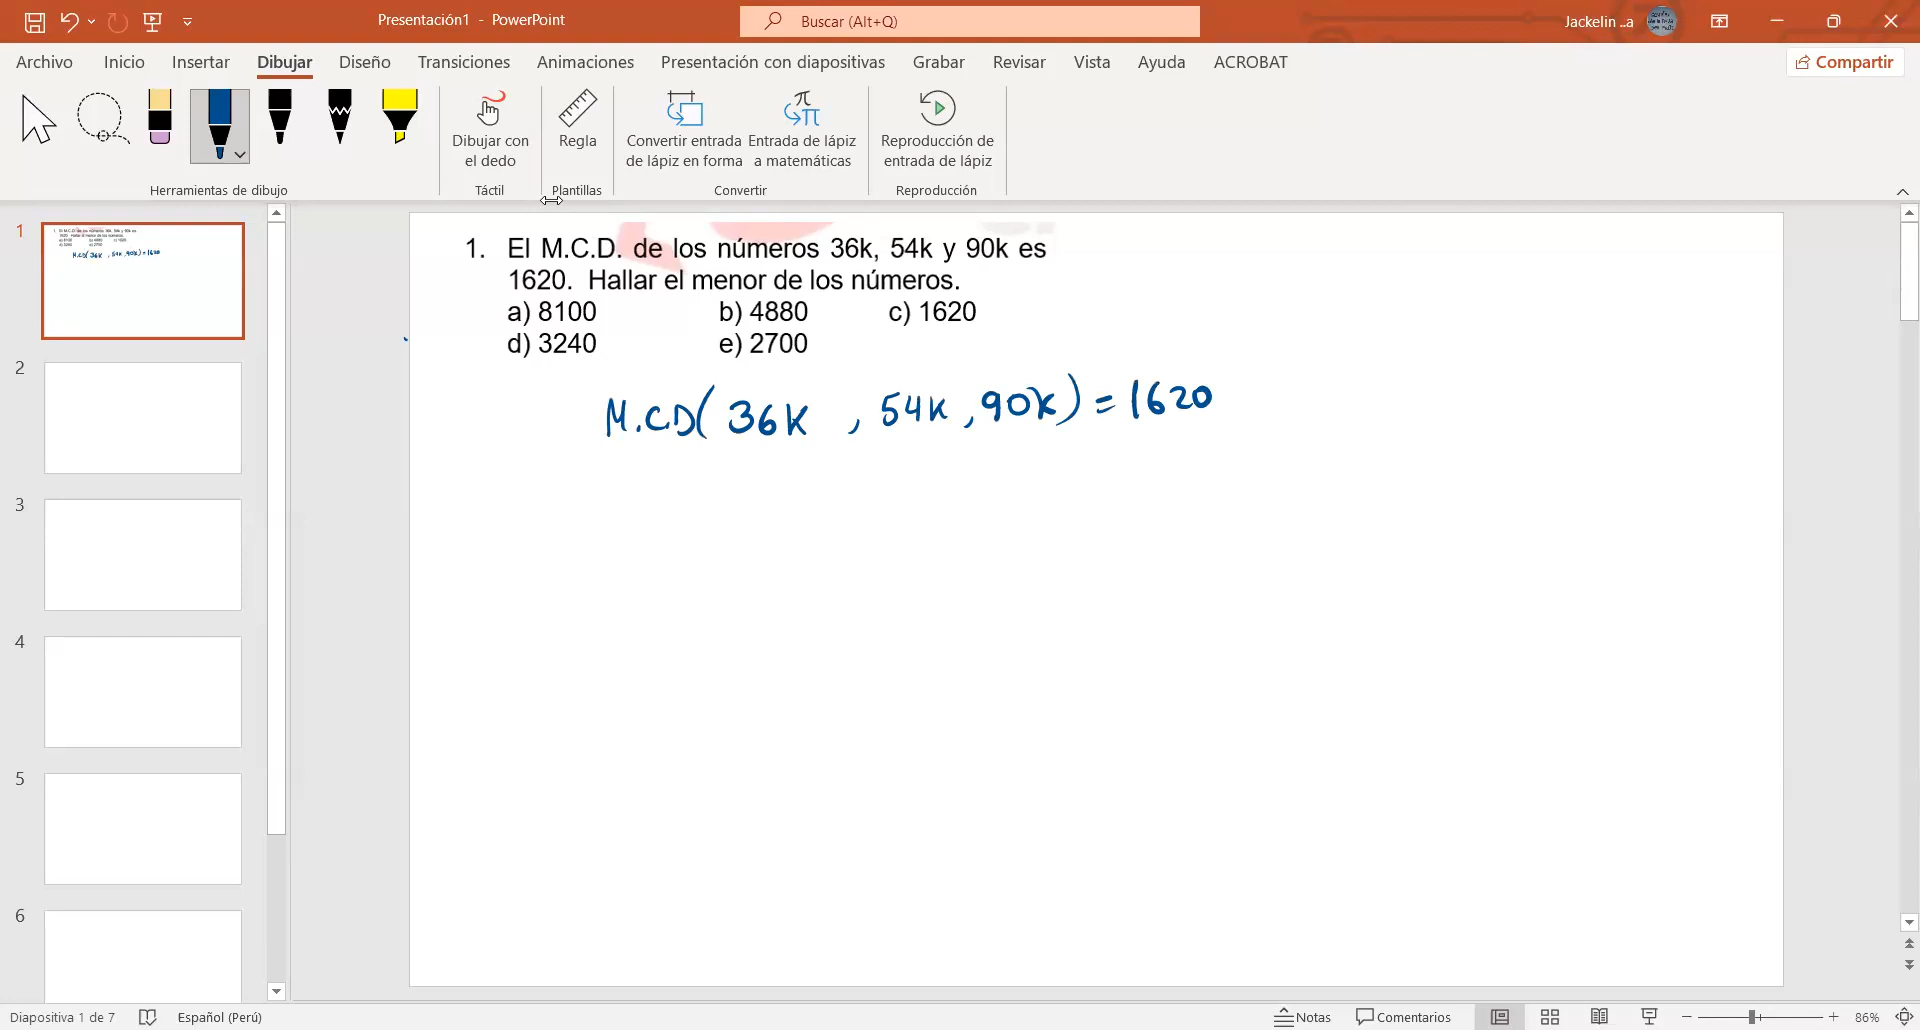 Presentación1 - PowerPoint
Buscar (Alt+Q)
Jackelin ..a
Archivo Inicio Insertar Dibujar Diseño Transiciones Animaciones Presentación con diapositivas Grabar Revisar Vista Ayuda ACROBAT
Compartir
Dibujar con el dedo
Regla
Convertir entrada de lápiz en forma
Entrada de lápiz a matemáticas
Reproducción de entrada de lápiz
Herramientas de dibujo
Táctil
Plantillas
Convertir
Reproducción
1
2
3
4
5
6
1. El M.C.D. de los números 36k, 54k y 90k es
1620. Hallar el menor de los números.
a) 8100 b) 4880 c) 1620
d) 3240 e) 2700
M.C.D( 36K , 54K , 90K ) = 1620
Diapositiva 1 de 7
Español (Perú)
Notas
Comentarios
86%